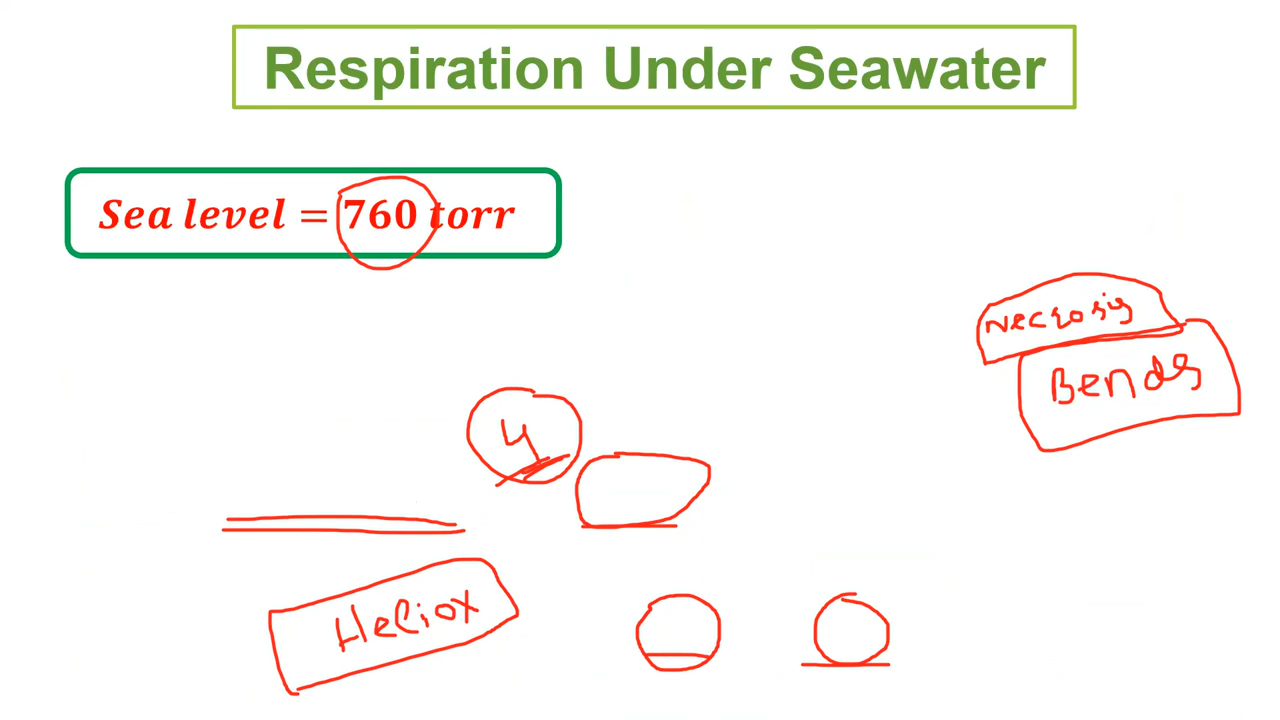 Respiration Under Seawater
Sea level = 760 torr
Necrosis
Bends
4
Heliox